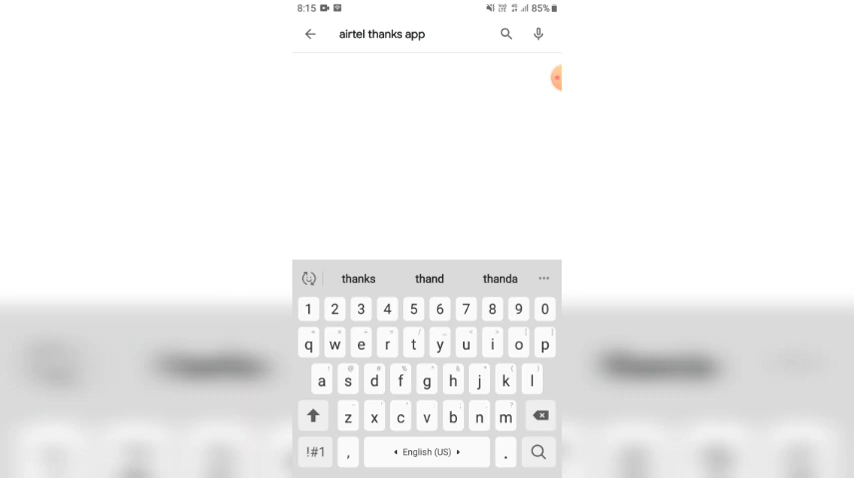 8:15 85%
airtel thanks app
thanks thand thanda ...
1 2 3 4 5 6 7 8 9 0
q w e r t y u i o p
a s d f g h j k l
z x c v b n m
!#1 , English (US) .